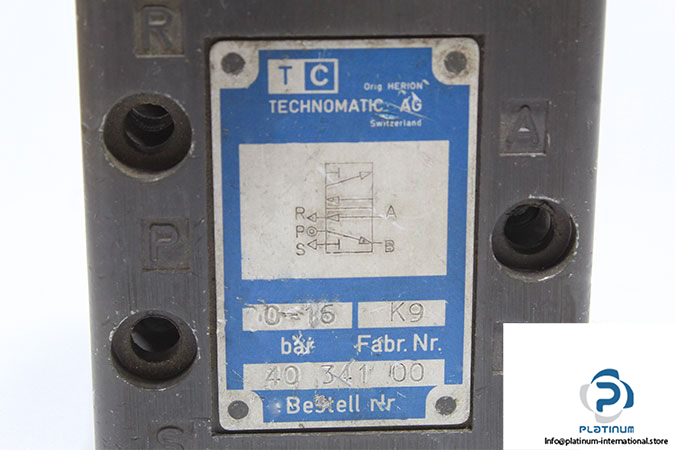 R
T C
Orig HERION
TECHNOMATIC AG
Switzerland
A
R A
P
S B
P
0-16 K9
bar Fabr. Nr.
40 341 00
Bestell nr
S
PLATINUM
info@platinum-international.store